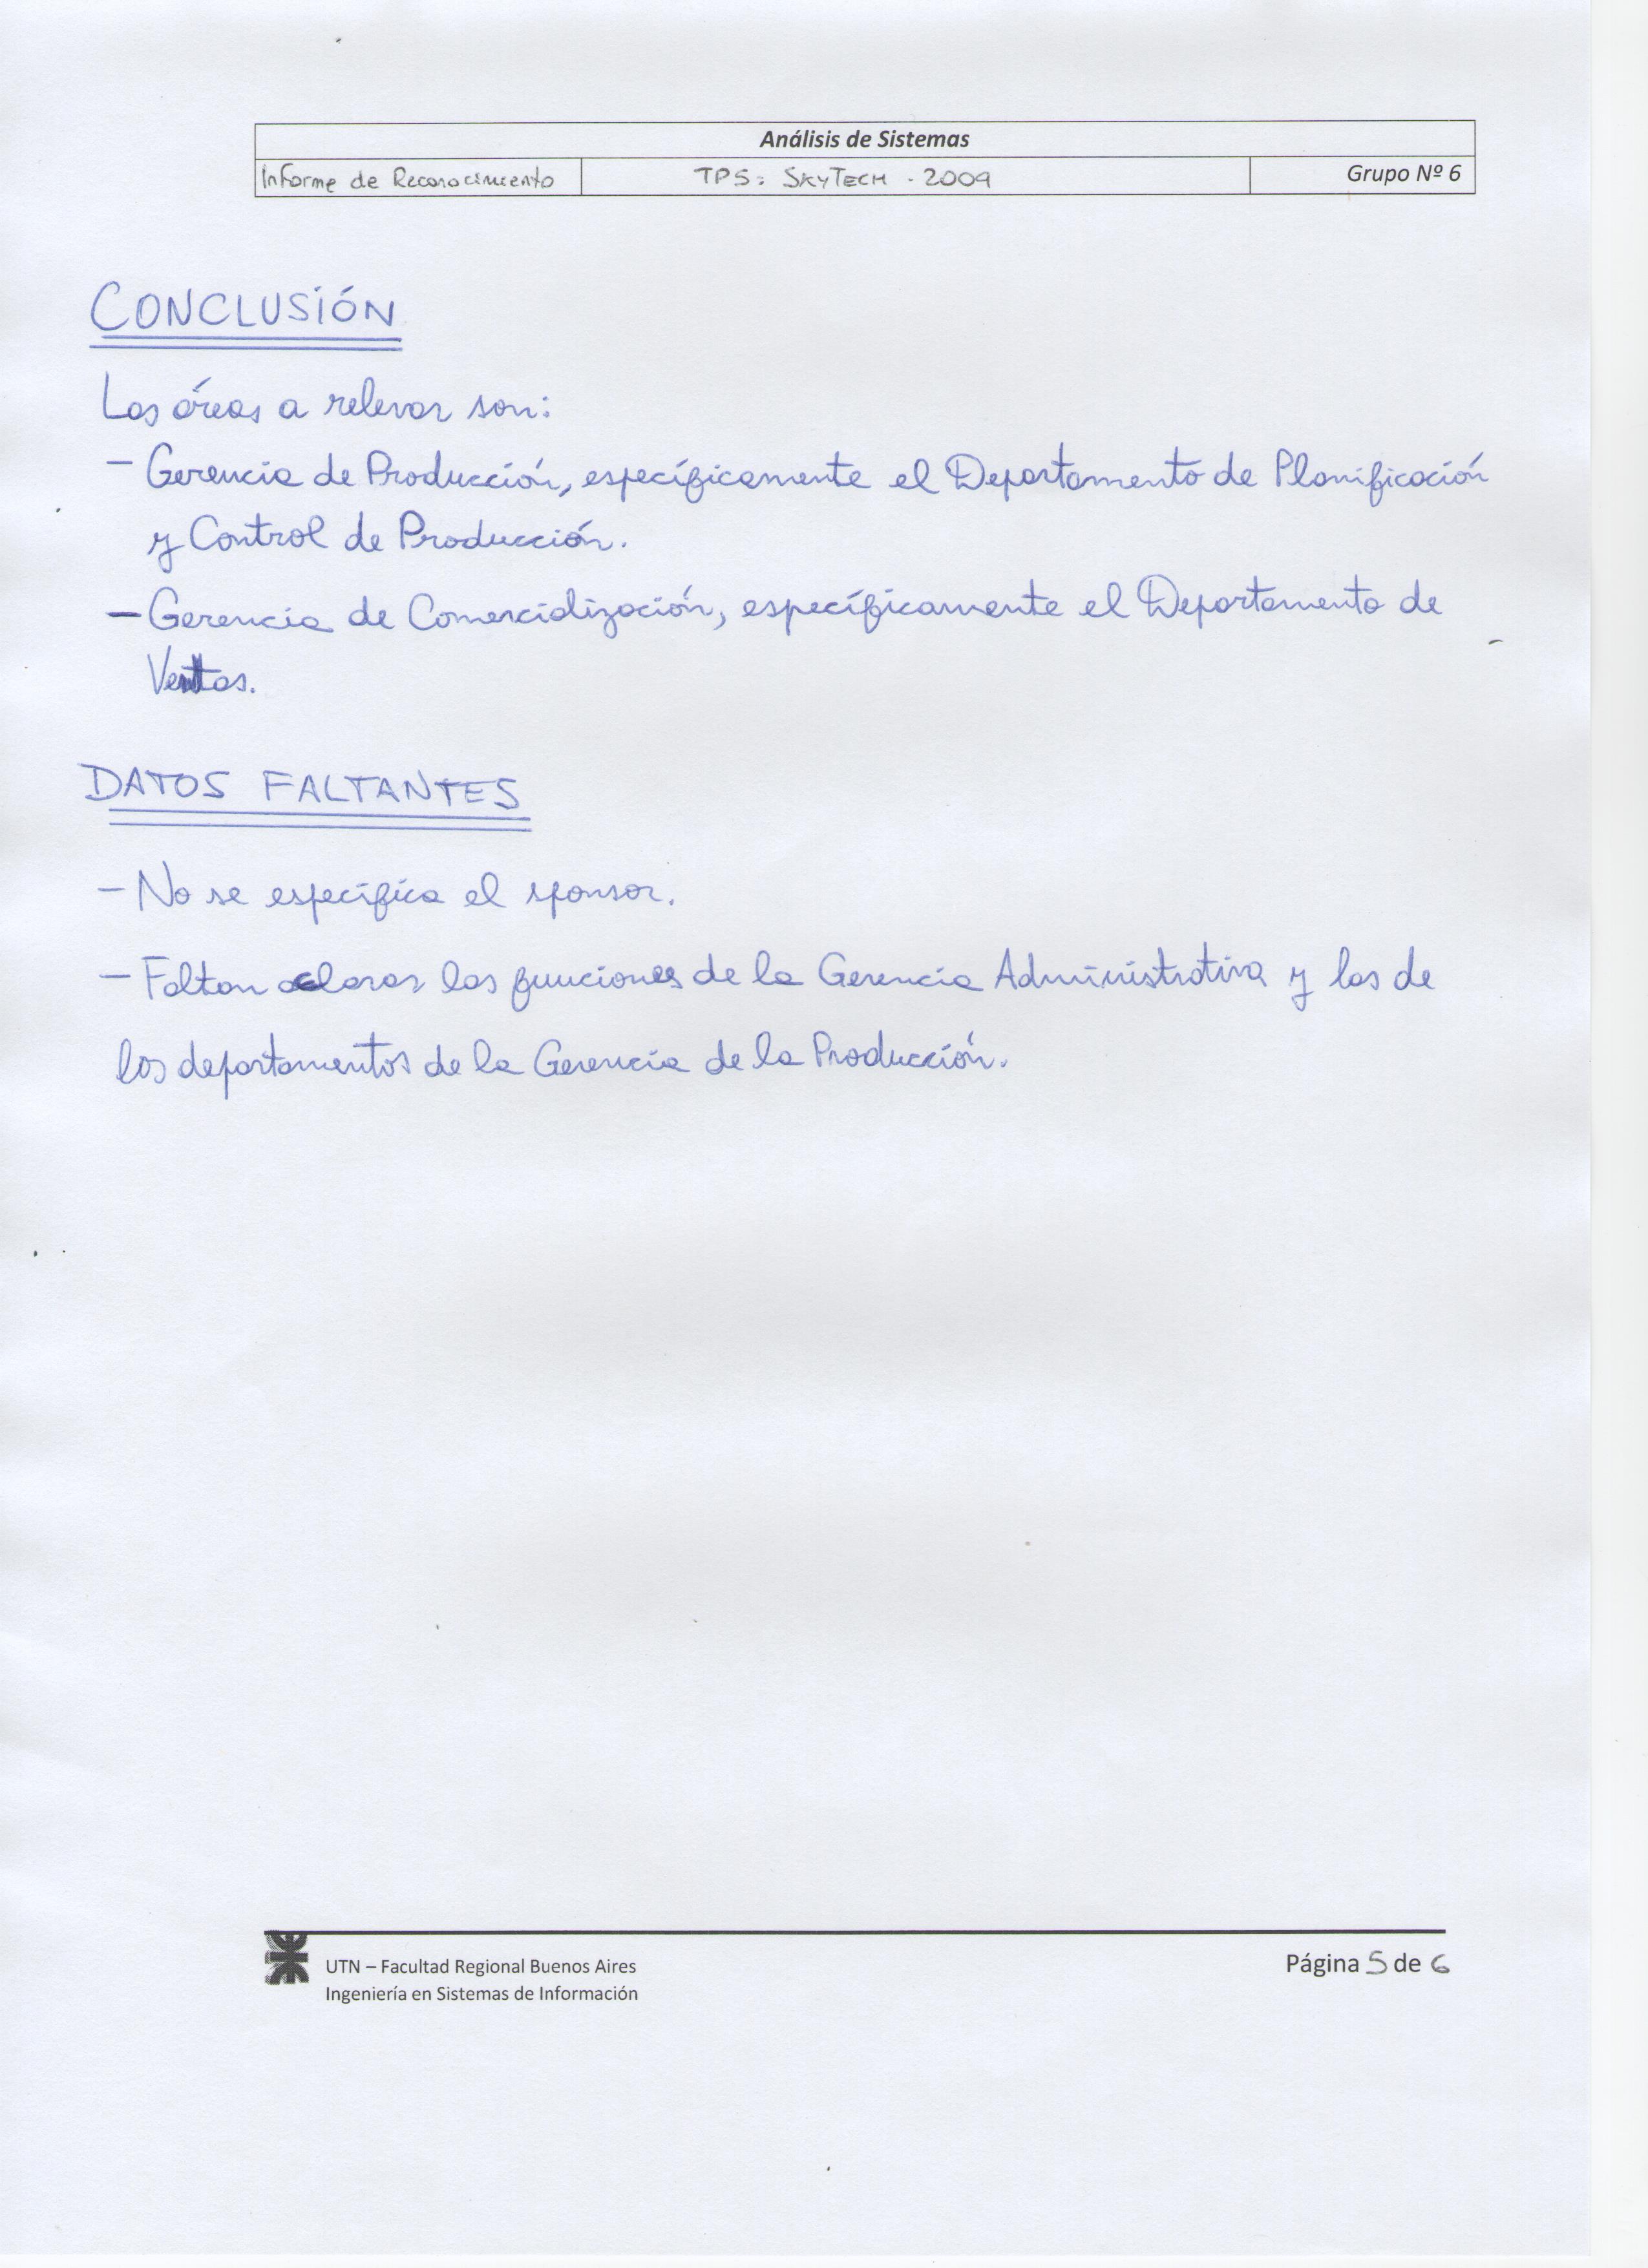 Análisis de Sistemas
Informe de Reconocimiento TPS: SKYTECH - 2009 Grupo Nº 6
CONCLUSIÓN
Las áreas a relevar son:
- Gerencia de Producción, específicamente el Departamento de Planificación
y Control de Producción.
- Gerencia de Comercialización, específicamente el Departamento de
Ventas.
DATOS FALTANTES
- No se especifica el sponsor.
- Faltan aclarar las funciones de la Gerencia Administrativa y las de
los departamentos de la Gerencia de la Producción.
UTN – Facultad Regional Buenos Aires
Ingeniería en Sistemas de Información
Página 5 de 6